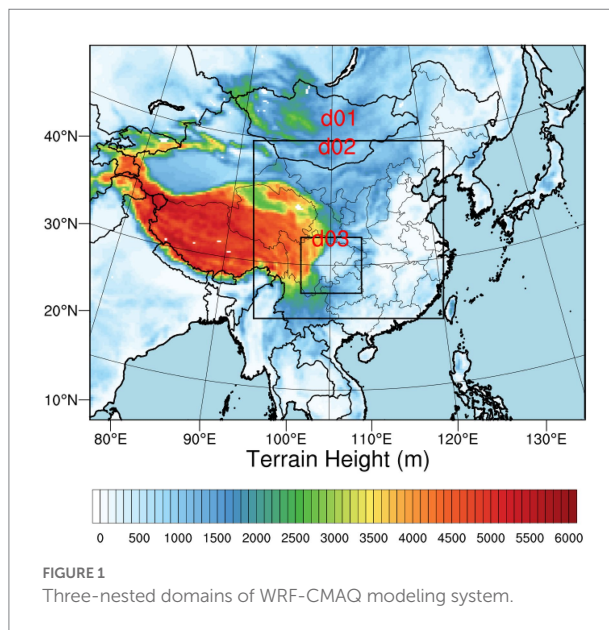 d01
d02
40°N
30°N
d03
20°N
10°N
80°E 90°E 100°E 110°E 120°E 130°E
Terrain Height (m)
0 500 1000 1500 2000 2500 3000 3500 4000 4500 5000 5500 6000
FIGURE 1
Three-nested domains of WRF-CMAQ modeling system.